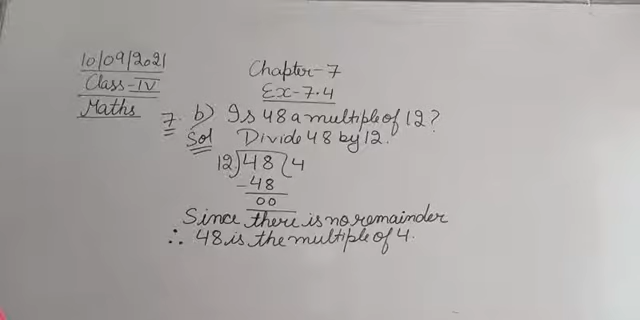 10/09/2021
Class-IV
Maths
Chapter-7
Ex-7.4
7. b) Is 48 a multiple of 12?
Sol Divide 48 by 12.
12)48(4
-48
00
Since there is no remainder
∴ 48 is the multiple of 4.